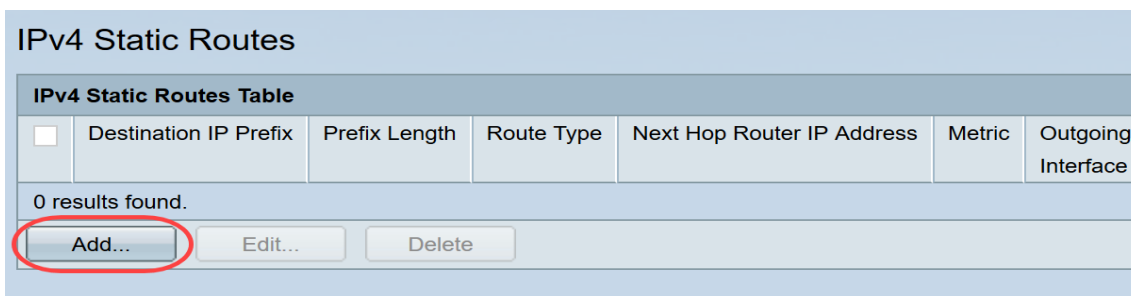 IPv4 Static Routes
IPv4 Static Routes Table
Destination IP Prefix Prefix Length Route Type Next Hop Router IP Address Metric Outgoing
Interface
0 results found.
Add... Edit... Delete